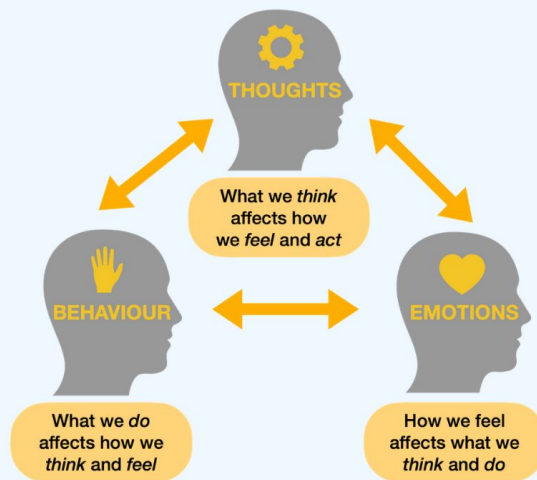 THOUGHTS
What we think
affects how
we feel and act
BEHAVIOUR
What we do
affects how we
think and feel
EMOTIONS
How we feel
affects what we
think and do